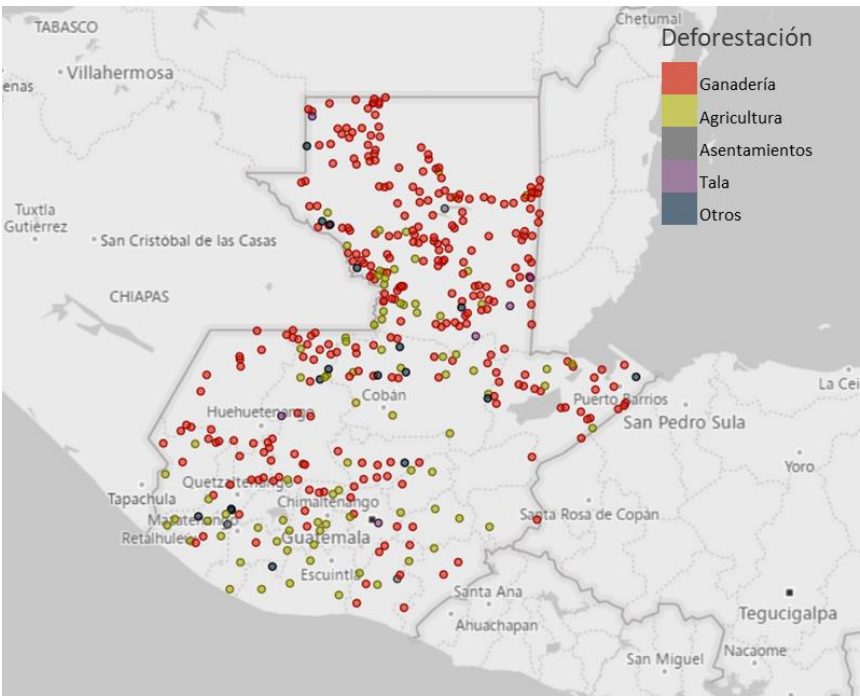 Chetumal
TABASCO
Deforestación
Villahermosa
enas
Ganadería
Agricultura
Asentamientos
Tala
Otros
Tuxtla
Gutiérrez
San Cristóbal de las Casas
CHIAPAS
La Cei
Cobán
Puerto Barrios
Huehuetenango
San Pedro Sula
Yoro
Quetzaltenango
Tapachula
Chimaltenango
Santa Rosa de Copán
Mazatenango
Retalhuleu
Guatemala
Escuintla
Santa Ana
Tegucigalpa
Ahuachapan
Nacaome
San Miguel